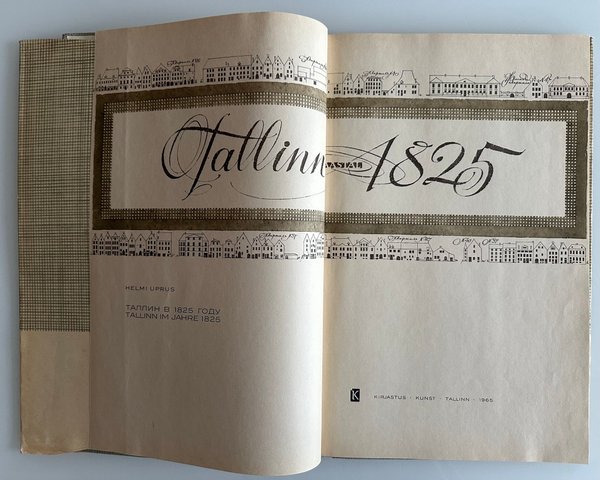 Tallinn AASTAL 1825
HELMI ÜPRUS
ТАЛЛИН В 1825 ГОДУ
TALLINN IM JAHRE 1825
K KIRJASTUS · KUNST · TALLINN · 1965